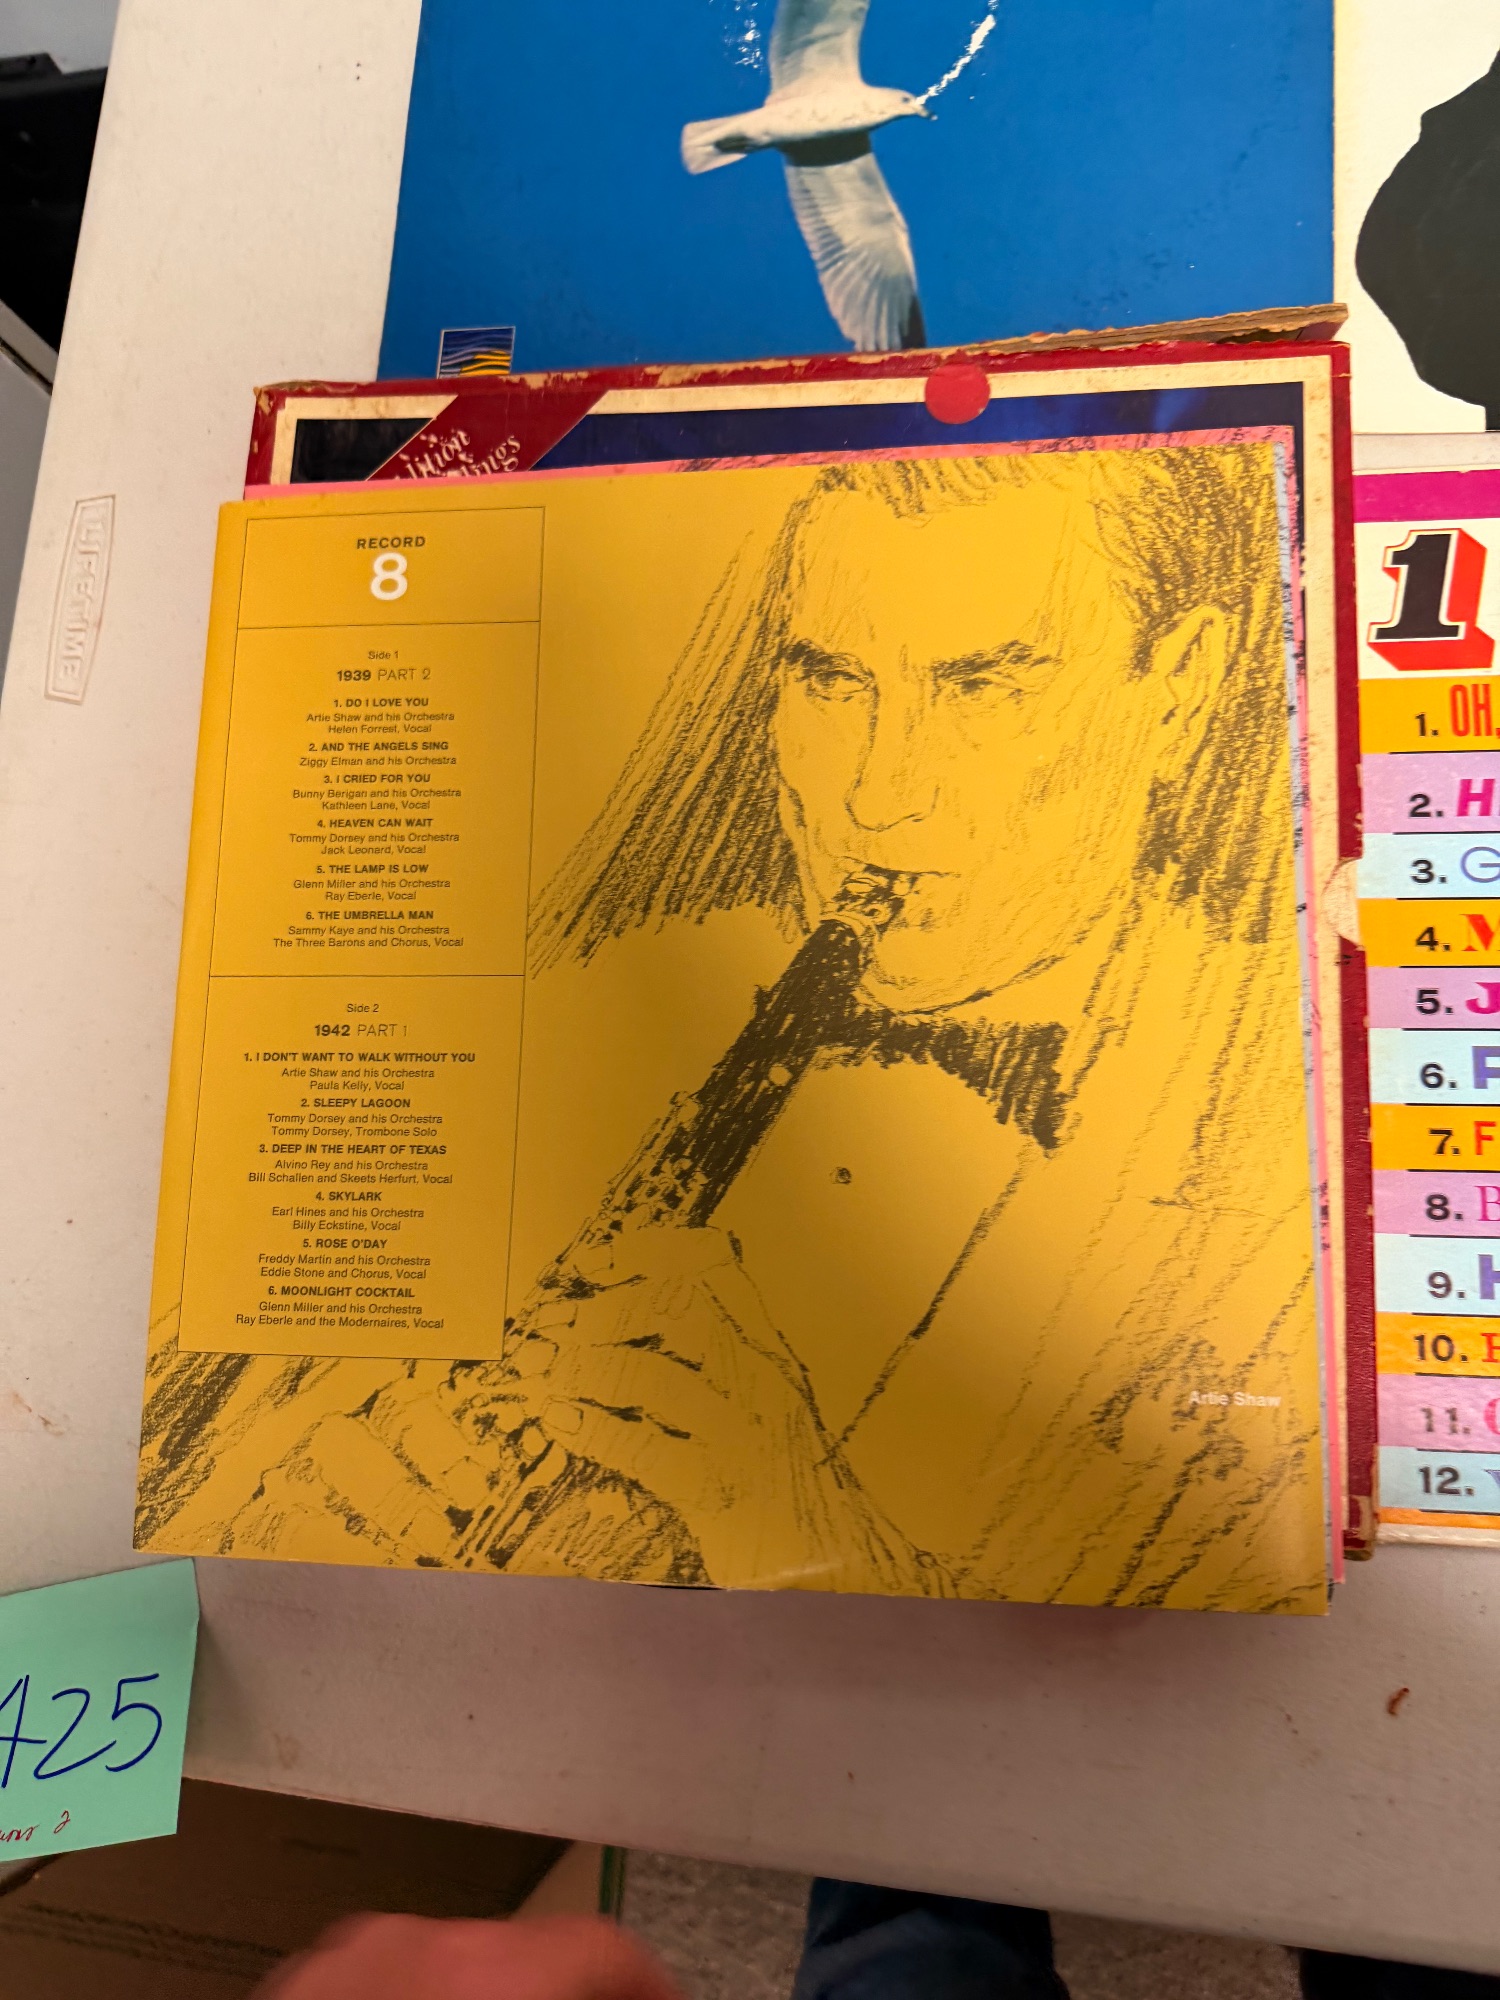 RECORD
8
Side 1
1939 PART 2
1. DO I LOVE YOU
Artie Shaw and his Orchestra
Helen Forrest, Vocal
2. AND THE ANGELS SING
Ziggy Elman and his Orchestra
3. I CRIED FOR YOU
Bunny Berigan and his Orchestra
Kathleen Lane, Vocal
4. HEAVEN CAN WAIT
Tommy Dorsey and his Orchestra
Jack Leonard, Vocal
5. THE LAMP IS LOW
Glenn Miller and his Orchestra
Ray Eberle, Vocal
6. THE UMBRELLA MAN
Sammy Kaye and his Orchestra
The Three Barons and Chorus, Vocal
Side 2
1942 PART 1
1. I DON'T WANT TO WALK WITHOUT YOU
Artie Shaw and his Orchestra
Paula Kelly, Vocal
2. SLEEPY LAGOON
Tommy Dorsey and his Orchestra
Tommy Dorsey, Trombone Solo
3. DEEP IN THE HEART OF TEXAS
Alvino Rey and his Orchestra
Bill Schallen and Skeets Herfurt, Vocal
4. SKYLARK
Earl Hines and his Orchestra
Billy Eckstine, Vocal
5. ROSE O'DAY
Freddy Martin and his Orchestra
Eddie Stone and Chorus, Vocal
6. MOONLIGHT COCKTAIL
Glenn Miller and his Orchestra
Ray Eberle and the Modernaires, Vocal
Artie Shaw
LIFETIME
A25
1
1. OH,
2. H
3. G
4. M
5. J
6.
7. F
8. B
9.
10.
11.
12.